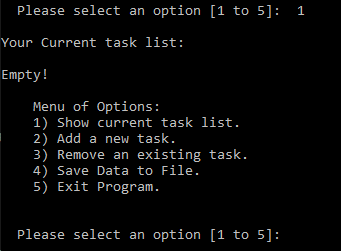 Please select an option [1 to 5]:  1
Your Current task list:
Empty!
Menu of Options:
1) Show current task list.
2) Add a new task.
3) Remove an existing task.
4) Save Data to File.
5) Exit Program.
Please select an option [1 to 5]: